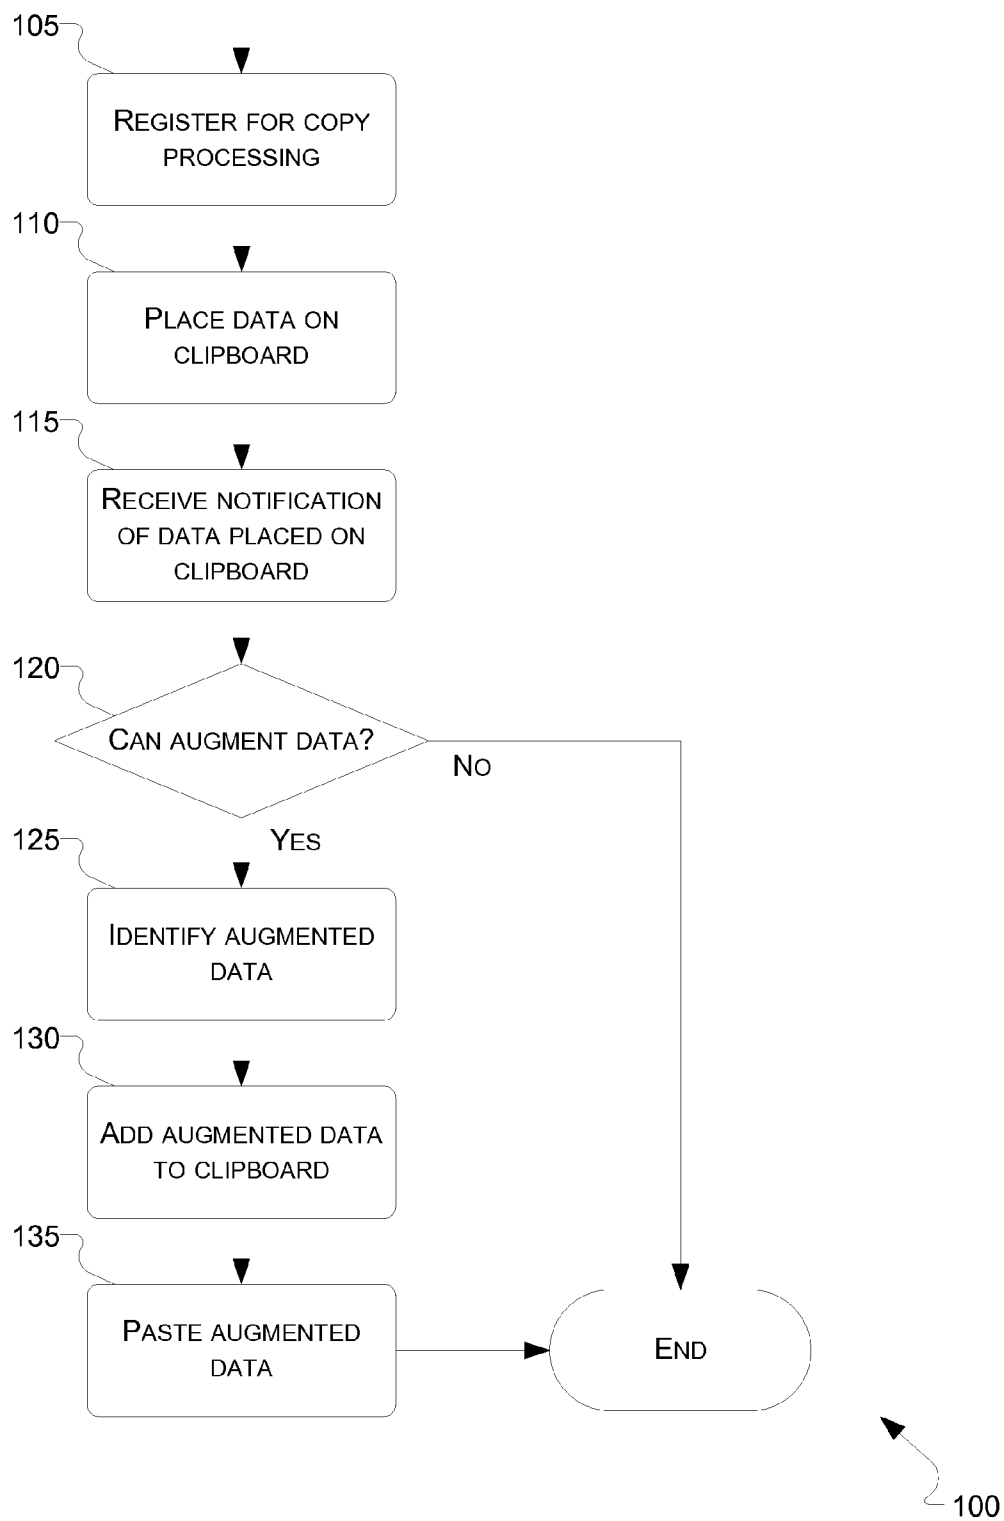 105
REGISTER FOR COPY
PROCESSING
110
PLACE DATA ON
CLIPBOARD
115
RECEIVE NOTIFICATION
OF DATA PLACED ON
CLIPBOARD
120
CAN AUGMENT DATA?
NO
YES
125
IDENTIFY AUGMENTED
DATA
130
ADD AUGMENTED DATA
TO CLIPBOARD
135
PASTE AUGMENTED
DATA
END
100